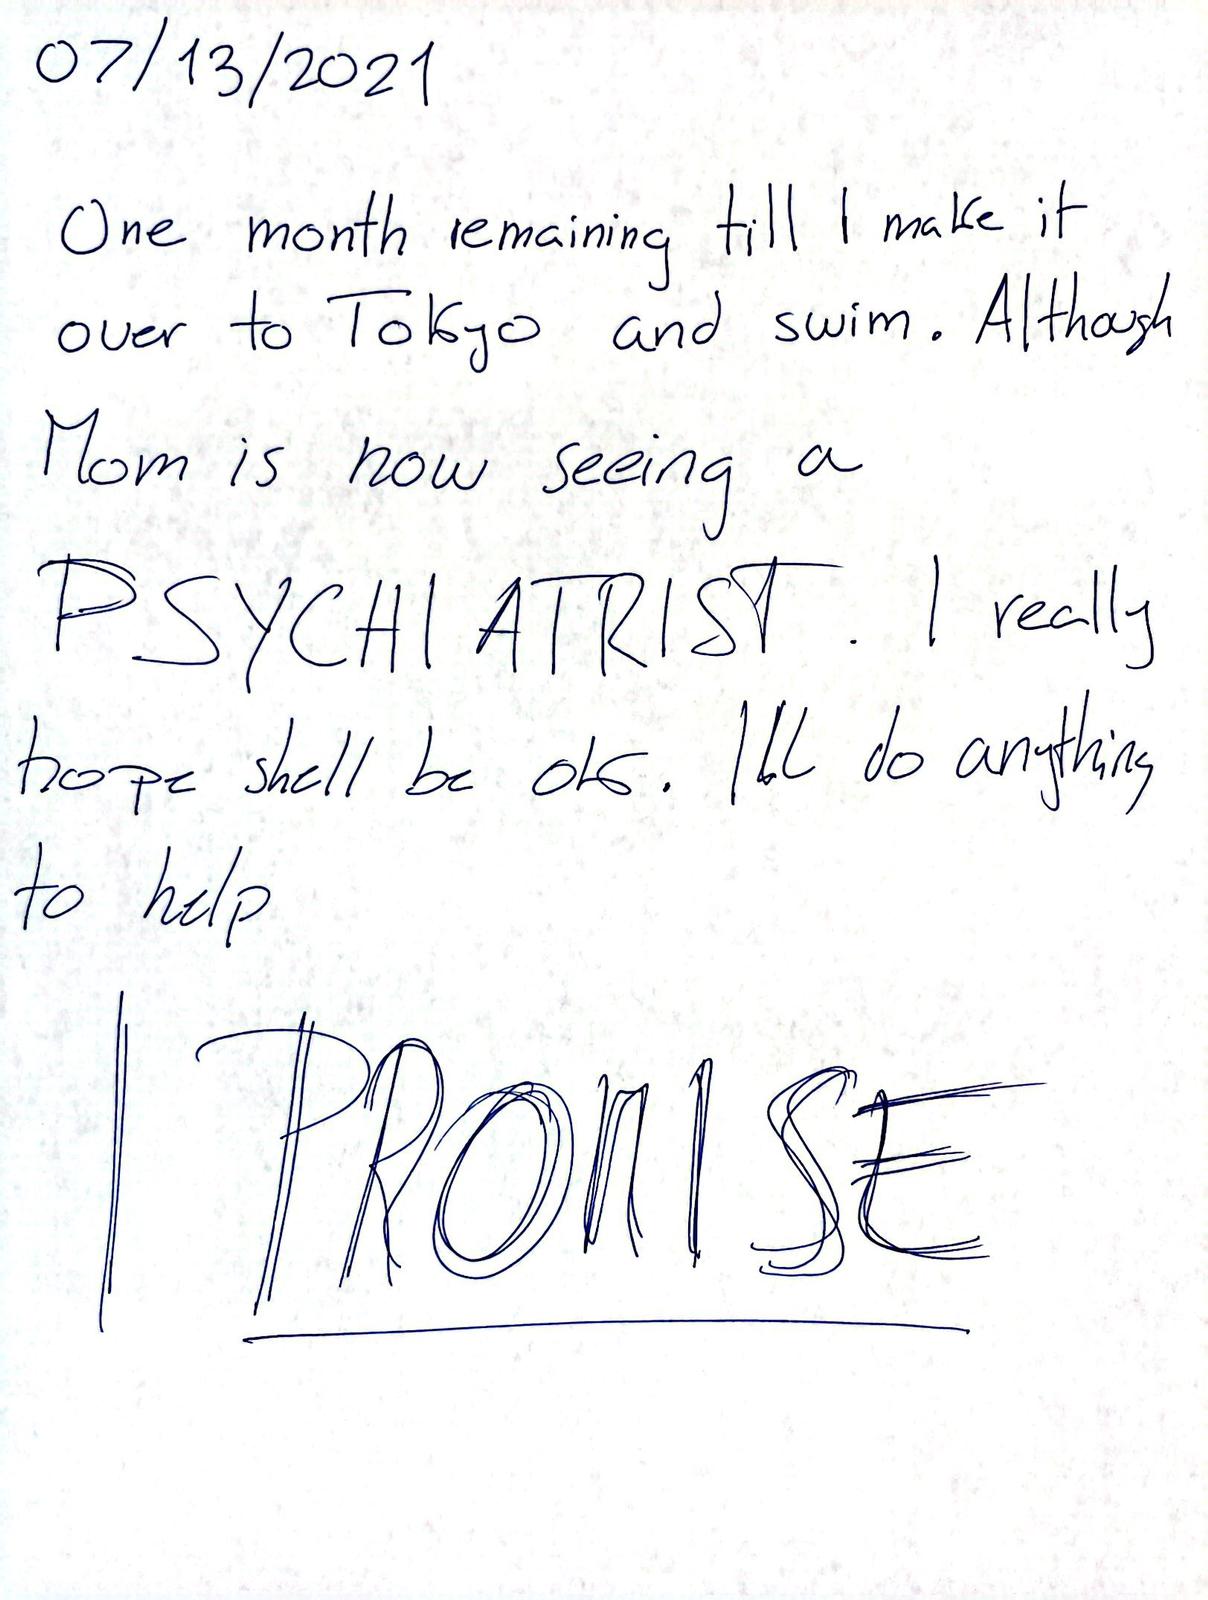 07/13/2021
One month remaining till I make it
over to Tokyo and swim. Although
Mom is now seeing a
PSYCHIATRIST. I really
hope shell be ok. Ill do anything
to help
I PROMISE